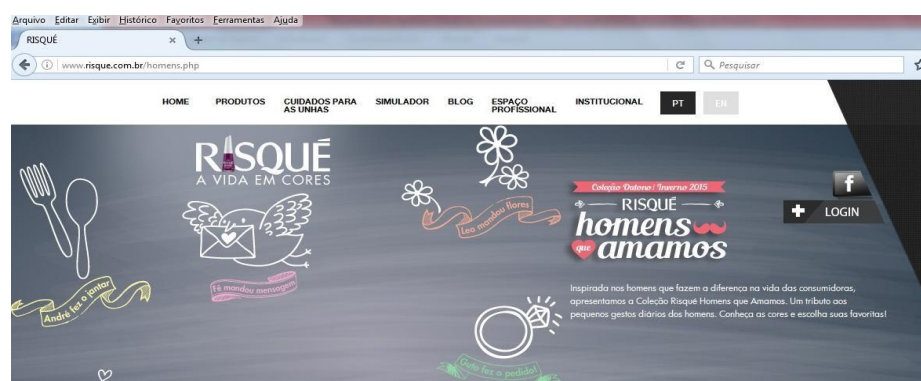 Arquivo Editar Exibir Histórico Favoritos Ferramentas Ajuda
RISQUÉ × +
www.risque.com.br/homens.php
Pesquisar
HOME PRODUTOS CUIDADOS PARA AS UNHAS SIMULADOR BLOG ESPAÇO PROFISSIONAL INSTITUCIONAL PT EN
RISQUÉ
A VIDA EM CORES
André fez o jantar
Fê mandou mensagem
Leo mandou flores
Guto fez o pedido!
Coleção Outono/Inverno 2015
RISQUÉ
homens
que amamos
f
+ LOGIN
Inspirada nos homens que fazem a diferença na vida das consumidoras,
apresentamos a Coleção Risqué Homens que Amamos. Um tributo aos
pequenos gestos diários dos homens. Conheça as cores e escolha suas favoritas!